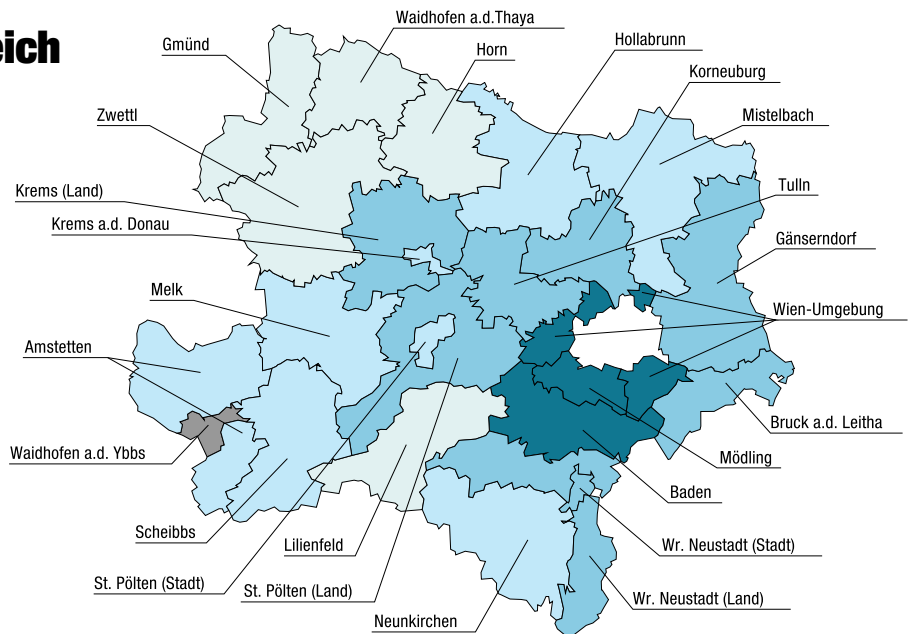 eich
Waidhofen a.d.Thaya
Gmünd
Horn
Hollabrunn
Korneuburg
Zwettl
Mistelbach
Krems (Land)
Tulln
Krems a.d. Donau
Gänserndorf
Melk
Wien-Umgebung
Amstetten
Bruck a.d. Leitha
Waidhofen a.d. Ybbs
Mödling
Baden
Scheibbs
Lilienfeld
Wr. Neustadt (Stadt)
St. Pölten (Stadt)
St. Pölten (Land)
Wr. Neustadt (Land)
Neunkirchen